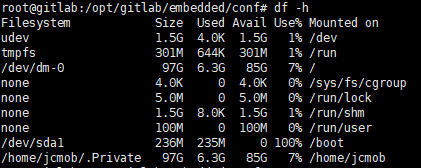 root@gitlab:/opt/gitlab/embedded/conf# df -h
Filesystem Size Used Avail Use% Mounted on
udev 1.5G 4.0K 1.5G 1% /dev
tmpfs 301M 644K 301M 1% /run
/dev/dm-0 97G 6.3G 85G 7% /
none 4.0K 0 4.0K 0% /sys/fs/cgroup
none 5.0M 0 5.0M 0% /run/lock
none 1.5G 8.0K 1.5G 1% /run/shm
none 100M 0 100M 0% /run/user
/dev/sda1 236M 235M 0 100% /boot
/home/jcmob/.Private 97G 6.3G 85G 7% /home/jcmob